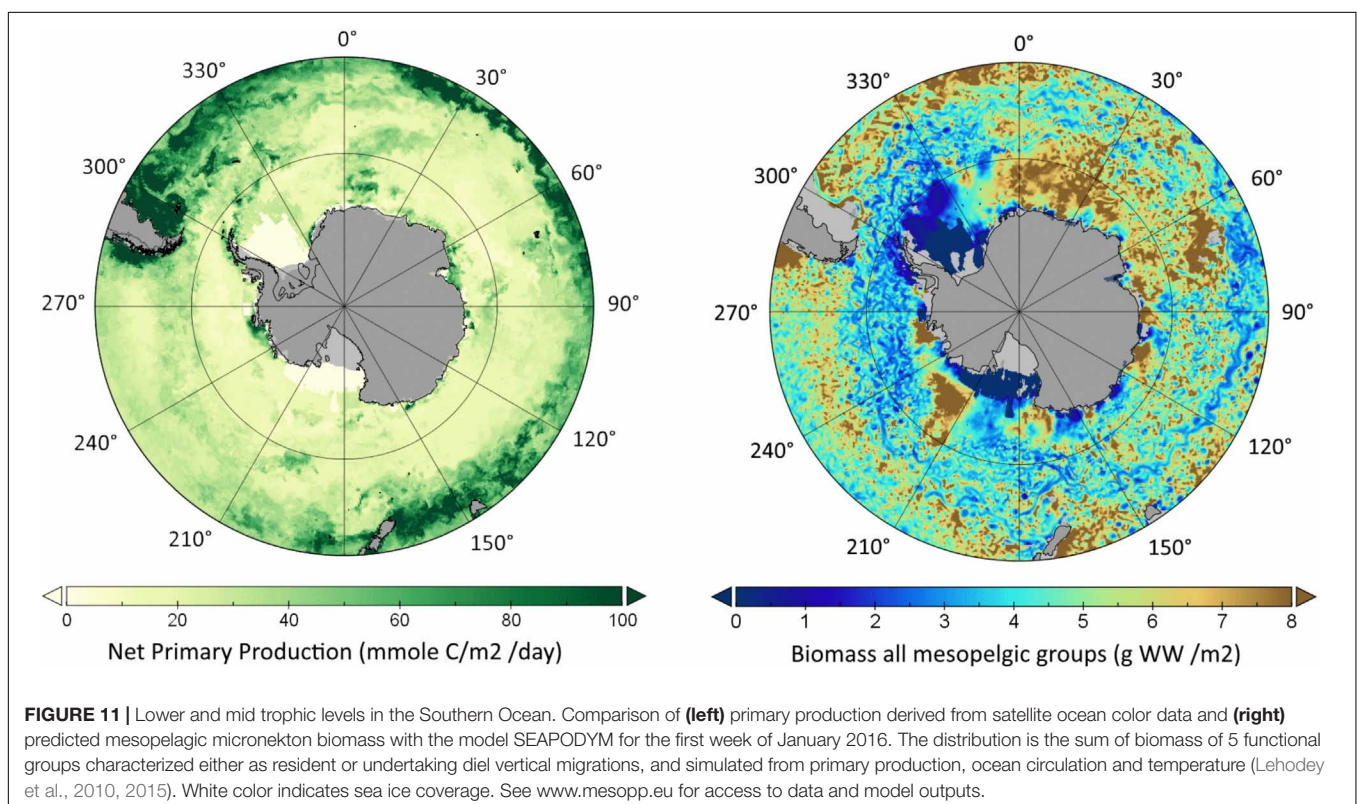 0°
330°
30°
300°
60°
270°
90°
240°
120°
210°
150°
0 20 40 60 80 100
Net Primary Production (mmole C/m2 /day)
0°
330°
30°
300°
60°
270°
90°
240°
120°
210°
150°
0 1 2 3 4 5 6 7 8
Biomass all mesopelgic groups (g WW /m2)
FIGURE 11 | Lower and mid trophic levels in the Southern Ocean. Comparison of (left) primary production derived from satellite ocean color data and (right)
predicted mesopelagic micronekton biomass with the model SEAPODYM for the first week of January 2016. The distribution is the sum of biomass of 5 functional
groups characterized either as resident or undertaking diel vertical migrations, and simulated from primary production, ocean circulation and temperature (Lehodey
et al., 2010, 2015). White color indicates sea ice coverage. See www.mesopp.eu for access to data and model outputs.